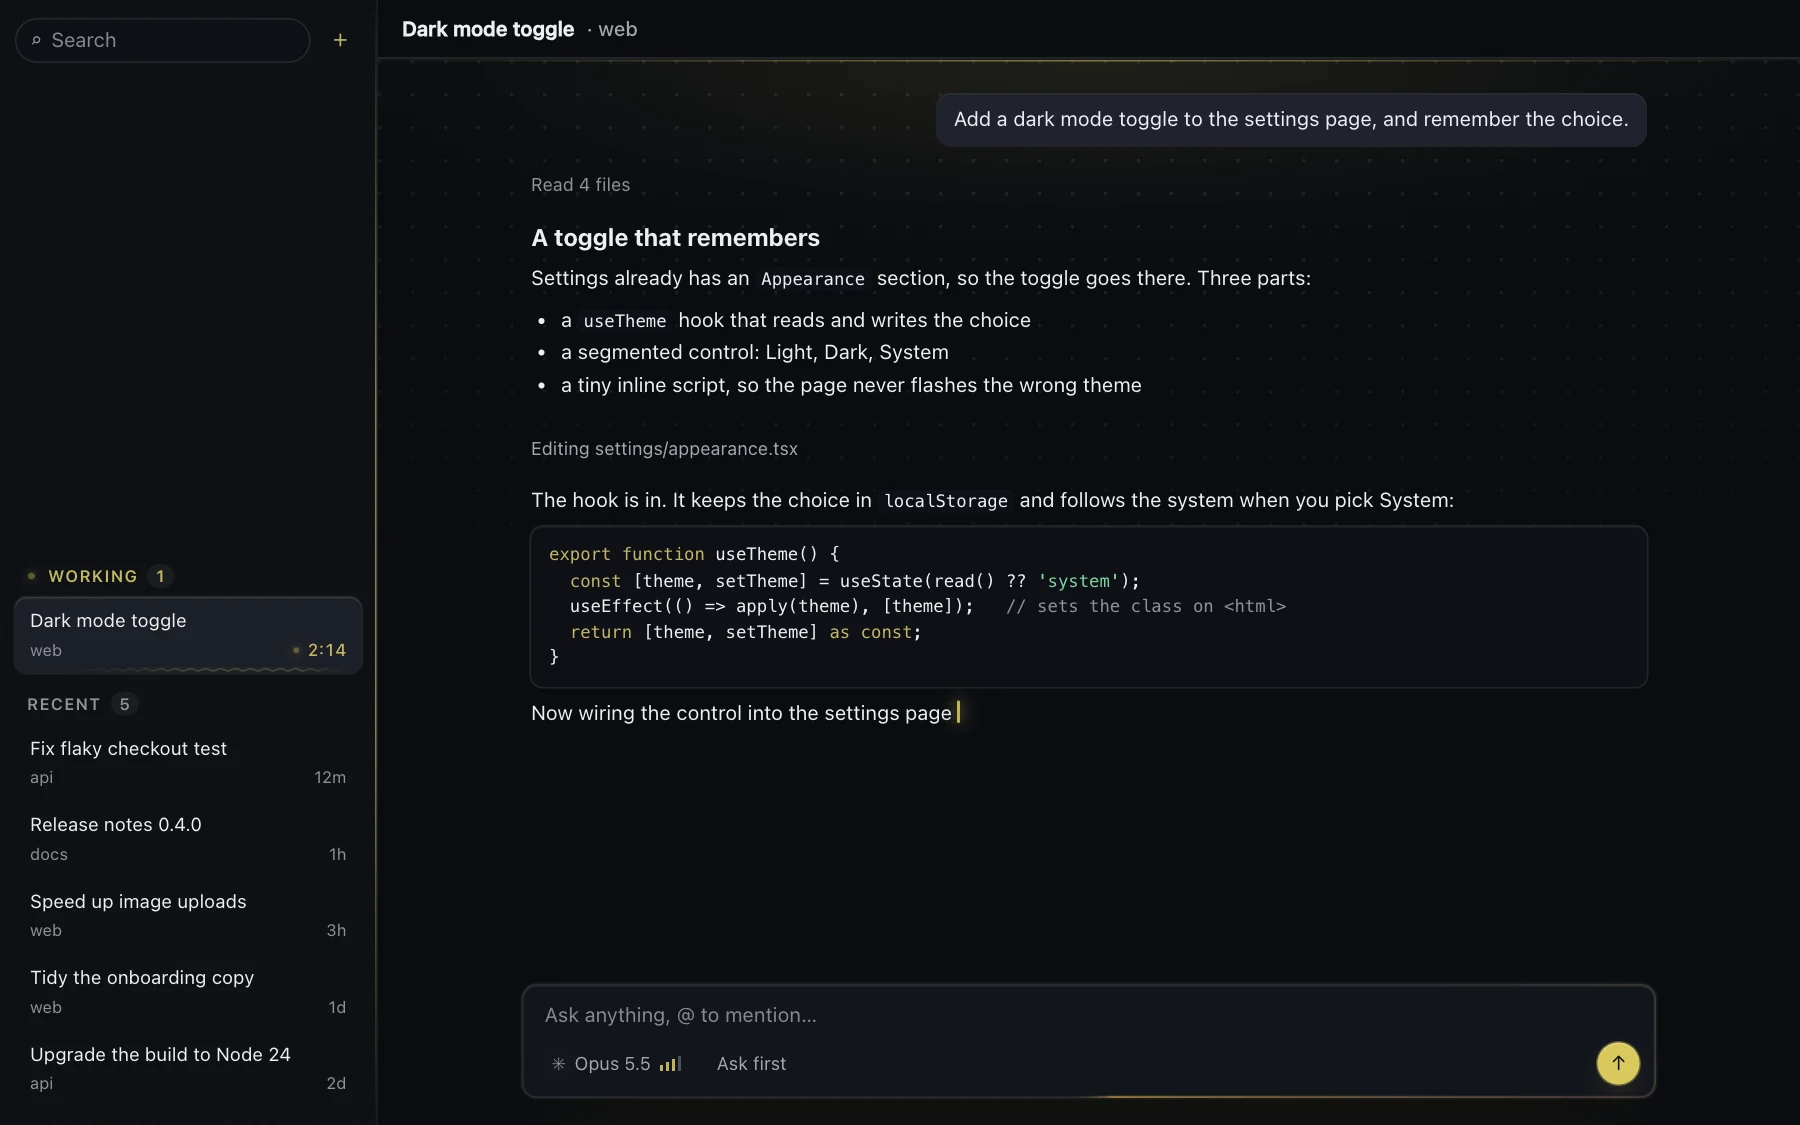 Search
+
WORKING 1
Dark mode toggle
web 2:14
RECENT 5
Fix flaky checkout test
api 12m
Release notes 0.4.0
docs 1h
Speed up image uploads
web 3h
Tidy the onboarding copy
web 1d
Upgrade the build to Node 24
api 2d
Dark mode toggle · web
Add a dark mode toggle to the settings page, and remember the choice.
Read 4 files
A toggle that remembers
Settings already has an Appearance section, so the toggle goes there. Three parts:
• a useTheme hook that reads and writes the choice
• a segmented control: Light, Dark, System
• a tiny inline script, so the page never flashes the wrong theme
Editing settings/appearance.tsx
The hook is in. It keeps the choice in localStorage and follows the system when you pick System:
export function useTheme() {
  const [theme, setTheme] = useState(read() ?? 'system');
  useEffect(() => apply(theme), [theme]);   // sets the class on <html>
  return [theme, setTheme] as const;
}
Now wiring the control into the settings page
Ask anything, @ to mention...
Opus 5.5 Ask first